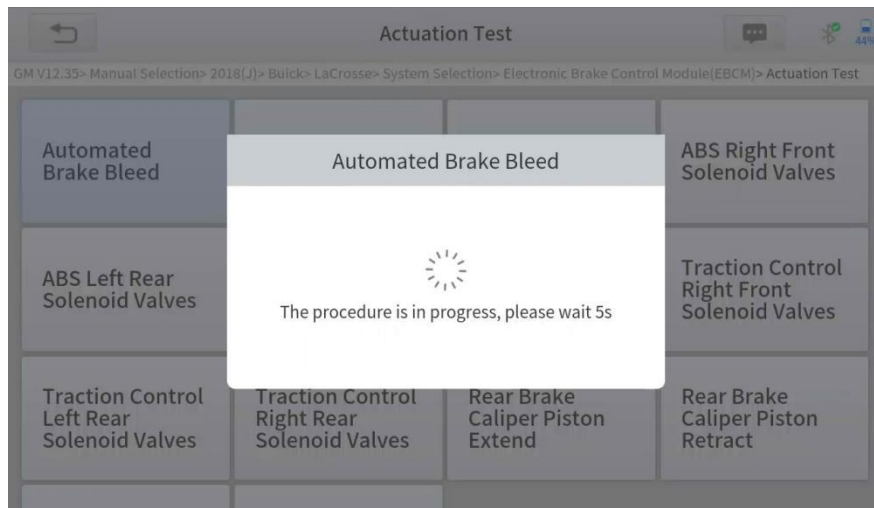 Actuation Test
44%
GM V12.35> Manual Selection> 2018(J)> Buick> LaCrosse> System Selection> Electronic Brake Control Module(EBCM)> Actuation Test
Automated
Brake Bleed
Automated Brake Bleed
The procedure is in progress, please wait 5s
ABS Right Front
Solenoid Valves
ABS Left Rear
Solenoid Valves
Traction Control
Right Front
Solenoid Valves
Traction Control
Left Rear
Solenoid Valves
Traction Control
Right Rear
Solenoid Valves
Rear Brake
Caliper Piston
Extend
Rear Brake
Caliper Piston
Retract